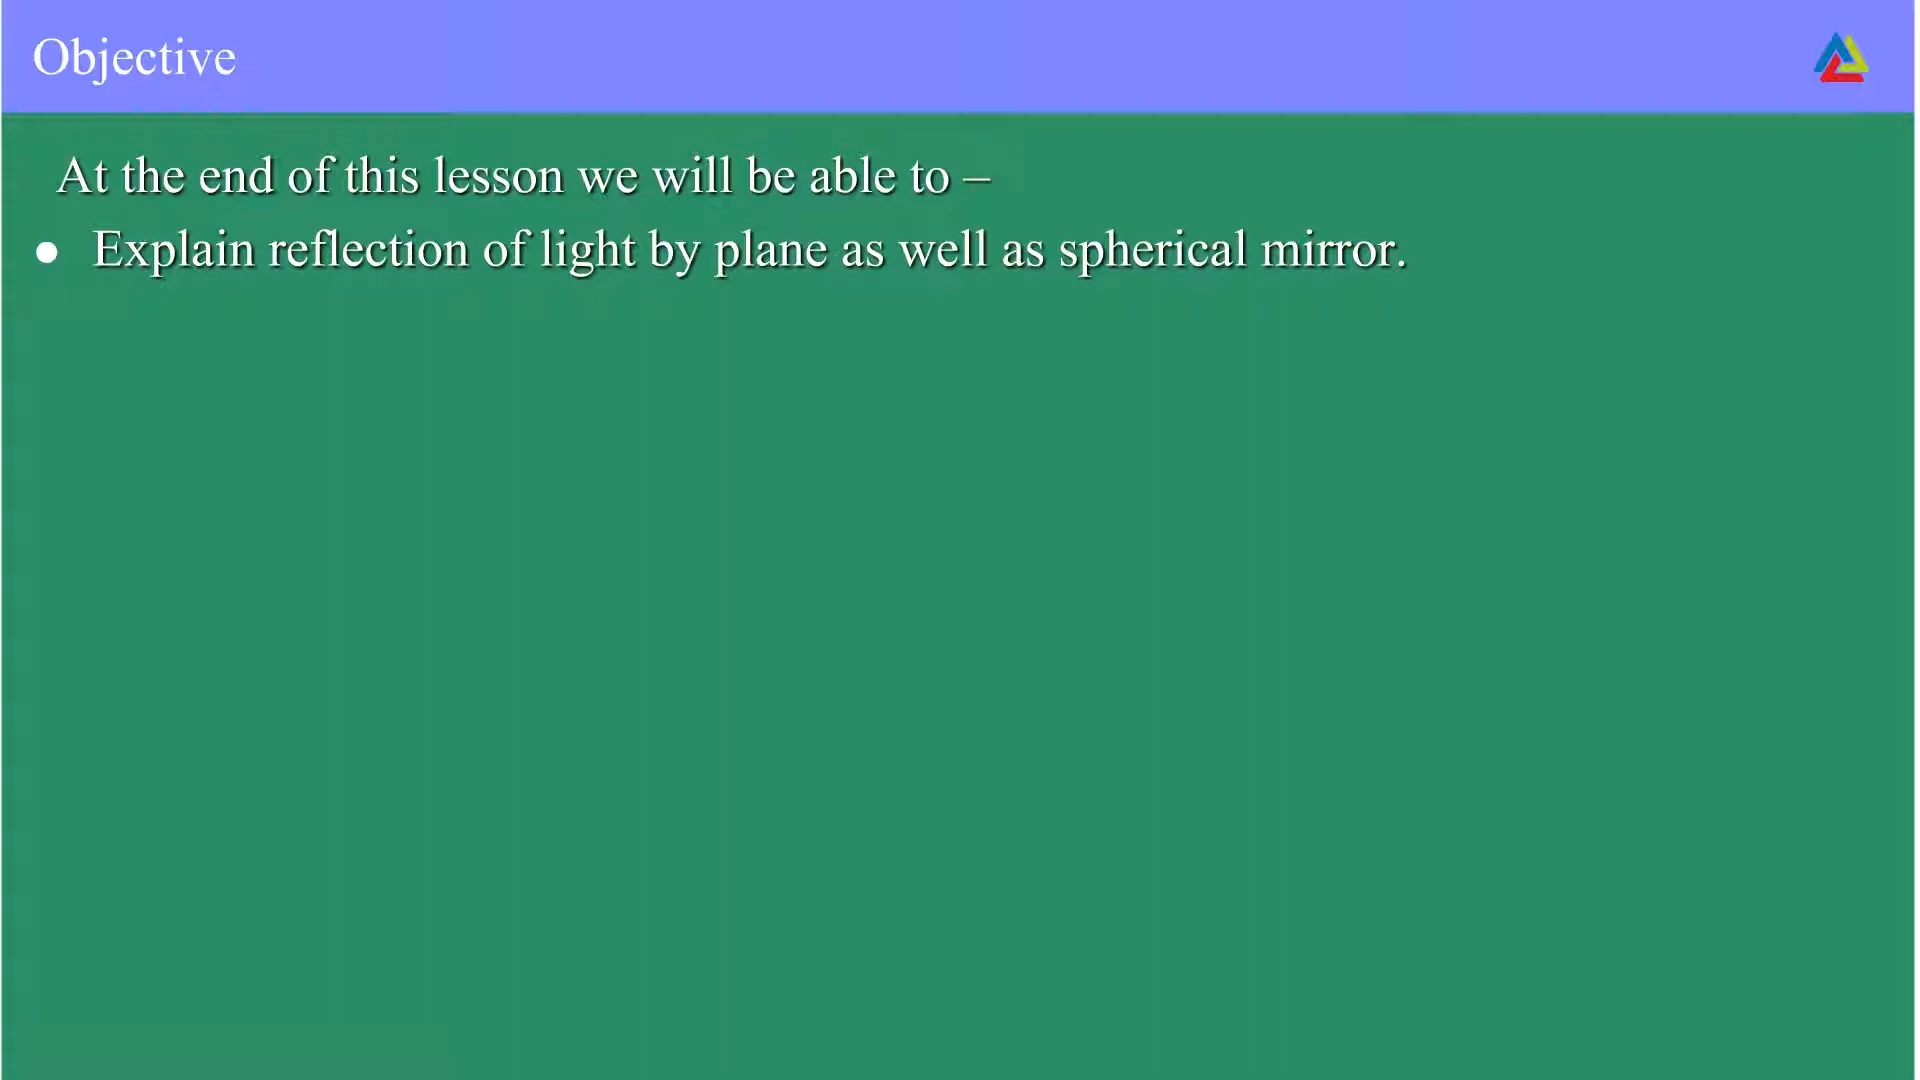 Objective
At the end of this lesson we will be able to –
● Explain reflection of light by plane as well as spherical mirror.